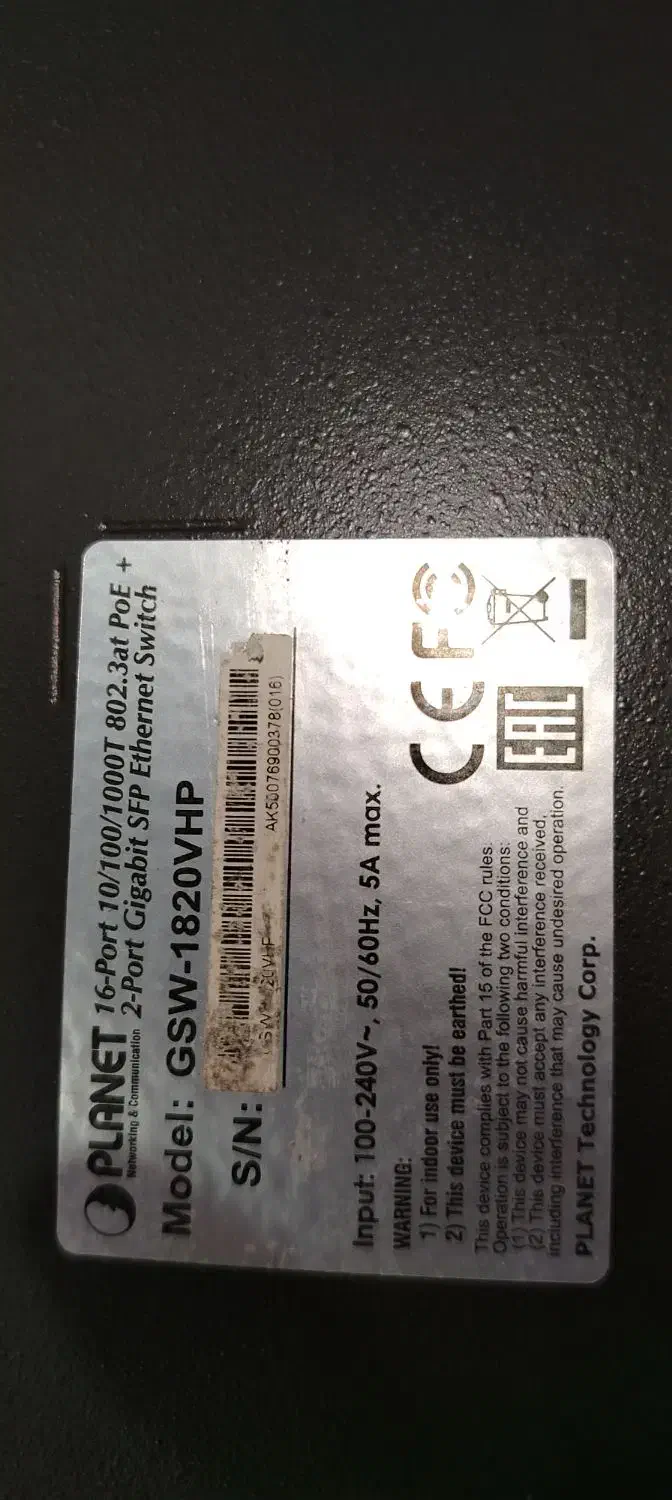 PLANET
Networking & Communication
16-Port 10/100/1000T 802.3at PoE +
2-Port Gigabit SFP Ethernet Switch
Model: GSW-1820VHP
S/N:
AK50076900378(016)
Input: 100-240V~, 50/60Hz, 5A max.
WARNING:
1) For indoor use only!
2) This device must be earthed!
This device complies with Part 15 of the FCC rules.
Operation is subject to the following two conditions:
(1) This device may not cause harmful interference and
(2) This device must accept any interference received,
including interference that may cause undesired operation.
PLANET Technology Corp.
CE FC
EAC